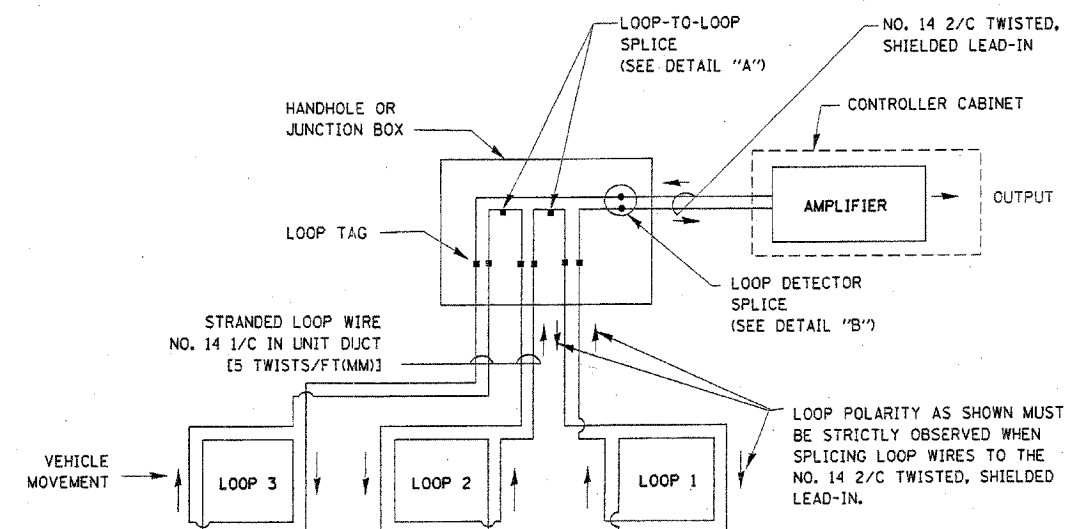 LOOP-TO-LOOP
SPLICE
(SEE DETAIL "A")
NO. 14 2/C TWISTED,
SHIELDED LEAD-IN
HANDHOLE OR
JUNCTION BOX
CONTROLLER CABINET
AMPLIFIER
OUTPUT
LOOP TAG
LOOP DETECTOR
SPLICE
(SEE DETAIL "B")
STRANDED LOOP WIRE
NO. 14 1/C IN UNIT DUCT
[5 TWISTS/FT(MM)]
LOOP POLARITY AS SHOWN MUST
BE STRICTLY OBSERVED WHEN
SPLICING LOOP WIRES TO THE
NO. 14 2/C TWISTED, SHIELDED
LEAD-IN.
VEHICLE
MOVEMENT
LOOP 3
LOOP 2
LOOP 1